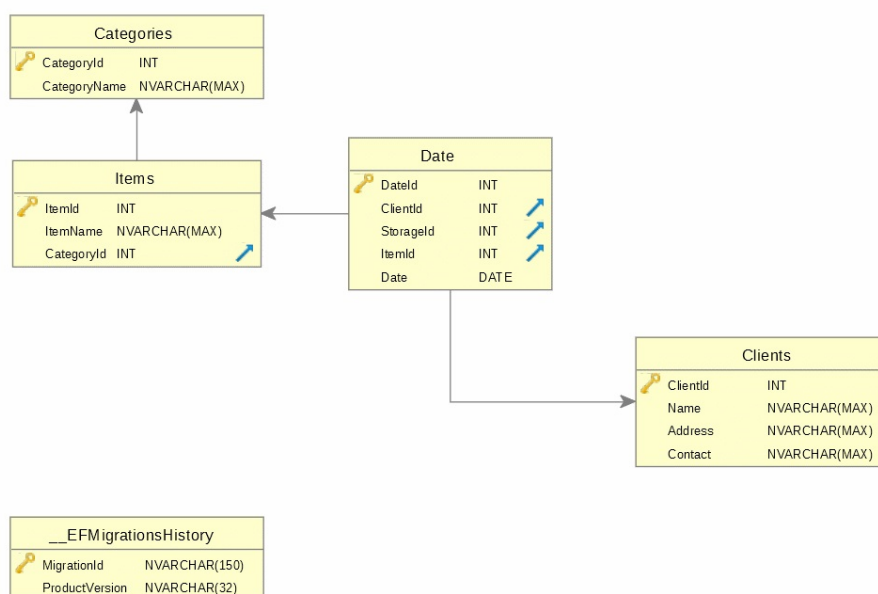 Categories
CategoryId INT
CategoryName NVARCHAR(MAX)
Items
ItemId INT
ItemName NVARCHAR(MAX)
CategoryId INT
Date
DateId INT
ClientId INT
StorageId INT
ItemId INT
Date DATE
Clients
ClientId INT
Name NVARCHAR(MAX)
Address NVARCHAR(MAX)
Contact NVARCHAR(MAX)
__EFMigrationsHistory
MigrationId NVARCHAR(150)
ProductVersion NVARCHAR(32)